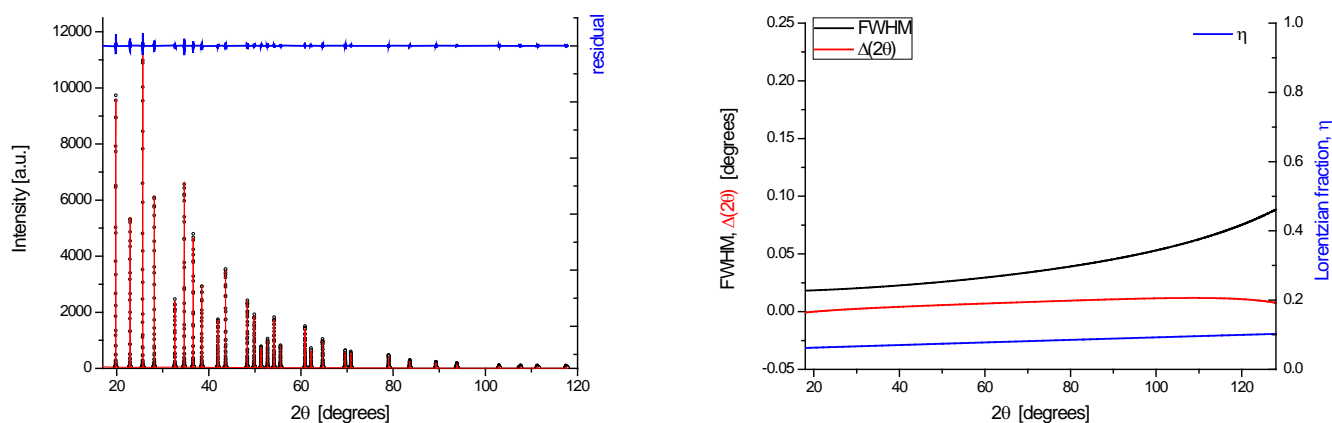 12000
10000
8000
6000
4000
2000
0
Intensity [a.u.]
residual
20 40 60 80 100 120
2θ [degrees]
0.25
0.20
0.15
0.10
0.05
0.00
-0.05
FWHM, Δ(2θ) [degrees]
FWHM
Δ(2θ)
η
1.0
0.8
0.6
0.4
0.2
0.0
Lorentzian fraction, η
20 40 60 80 100 120
2θ [degrees]